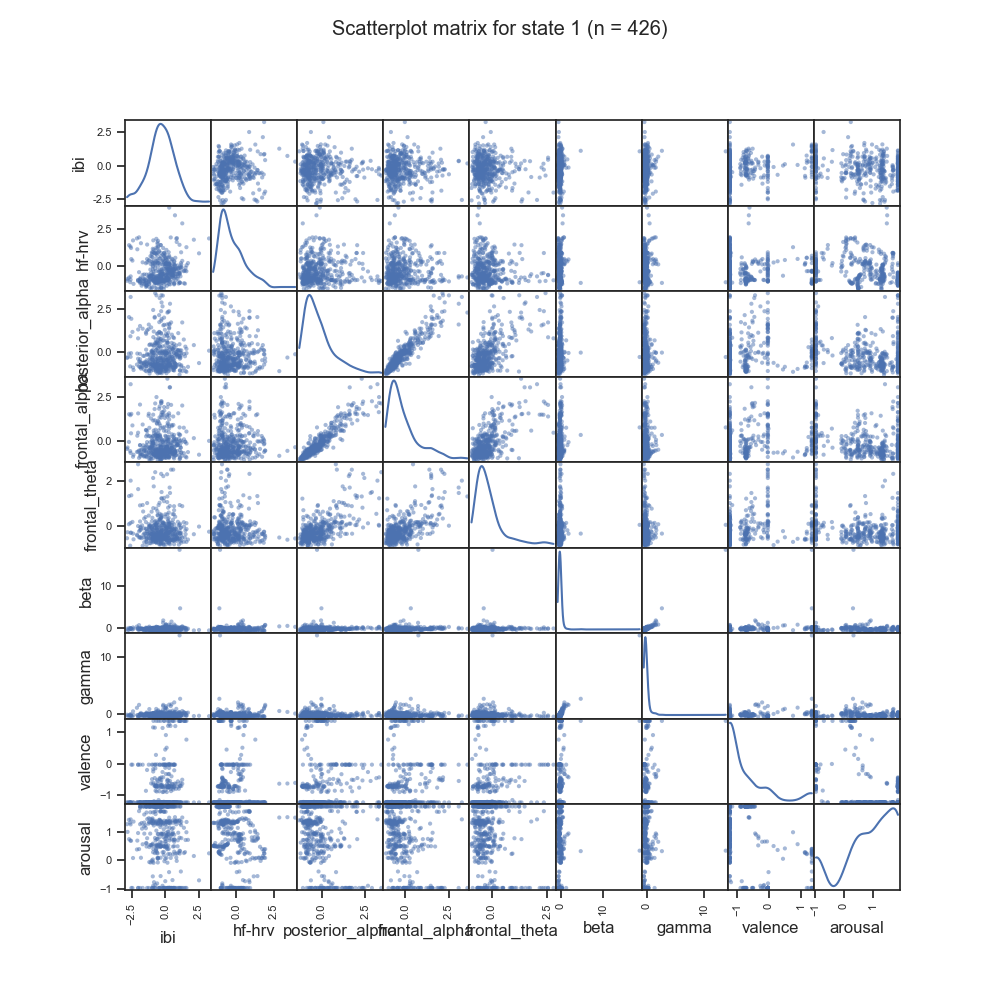 Scatterplot matrix for state 1 (n = 426)
ibi
2.5
0.0
−2.5
hf-hrv
2.5
0.0
posterior_alpha
2.5
0.0
frontal_alpha
2.5
0.0
frontal_theta
2
0
beta
10
0
gamma
10
0
valence
1
0
−1
arousal
1
0
−1
−2.5 0.0 2.5 0.0 2.5 0.0 2.5 0.0 2.5 0.0 2.5 0 10 0 10 −1 0 1 −1 0 1
ibi hf-hrv posterior_alpha frontal_alpha frontal_theta beta gamma valence arousal